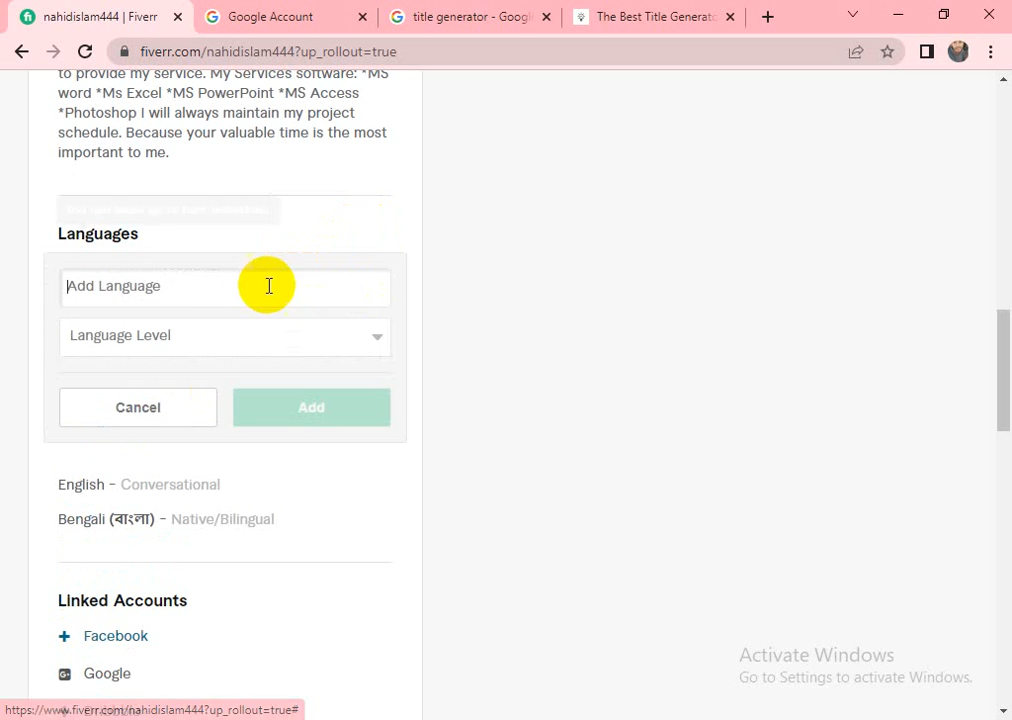 nahidislam444 | Fiverr
Google Account
title generator - Goog
The Best Title Generato
fiverr.com/nahidislam444?up_rollout=true
to provide my service. My Services software: *MS
word *Ms Excel *MS PowerPoint *MS Access
*Photoshop I will always maintain my project
schedule. Because your valuable time is the most
important to me.
Languages
Add Language
Language Level
Cancel
Add
English - Conversational
Bengali (বাংলা) - Native/Bilingual
Linked Accounts
Facebook
Google
Activate Windows
Go to Settings to activate Windows.
https://www.fiverr.com/nahidislam444?up_rollout=true#